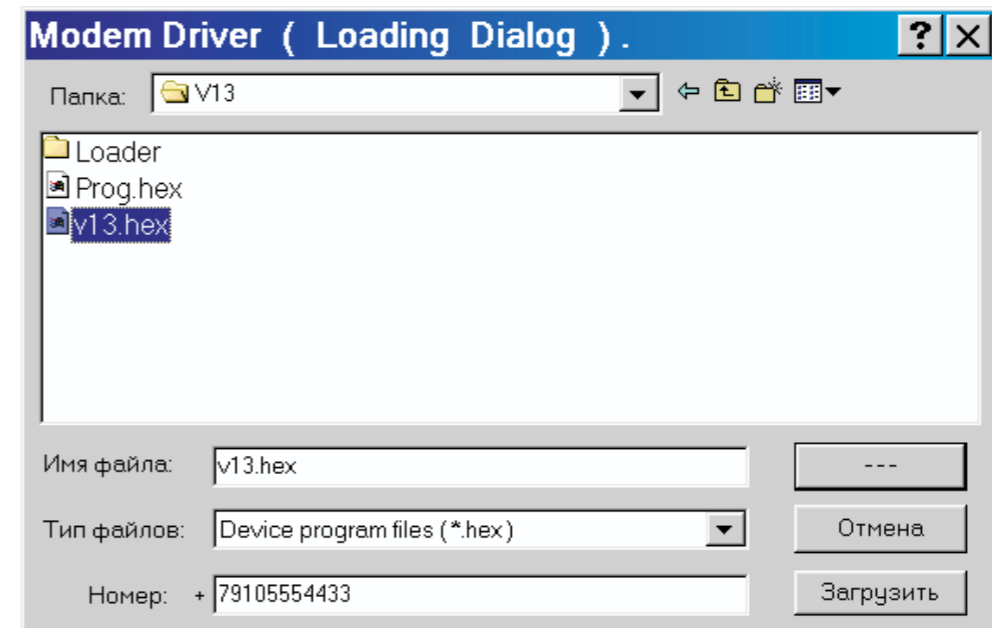 Modem Driver ( Loading Dialog ) . ? X
Папка: V13
Loader
Prog.hex
v13.hex
Имя файла: v13.hex ---
Тип файлов: Device program files (*.hex) Отмена
Номер: + 79105554433 Загрузить